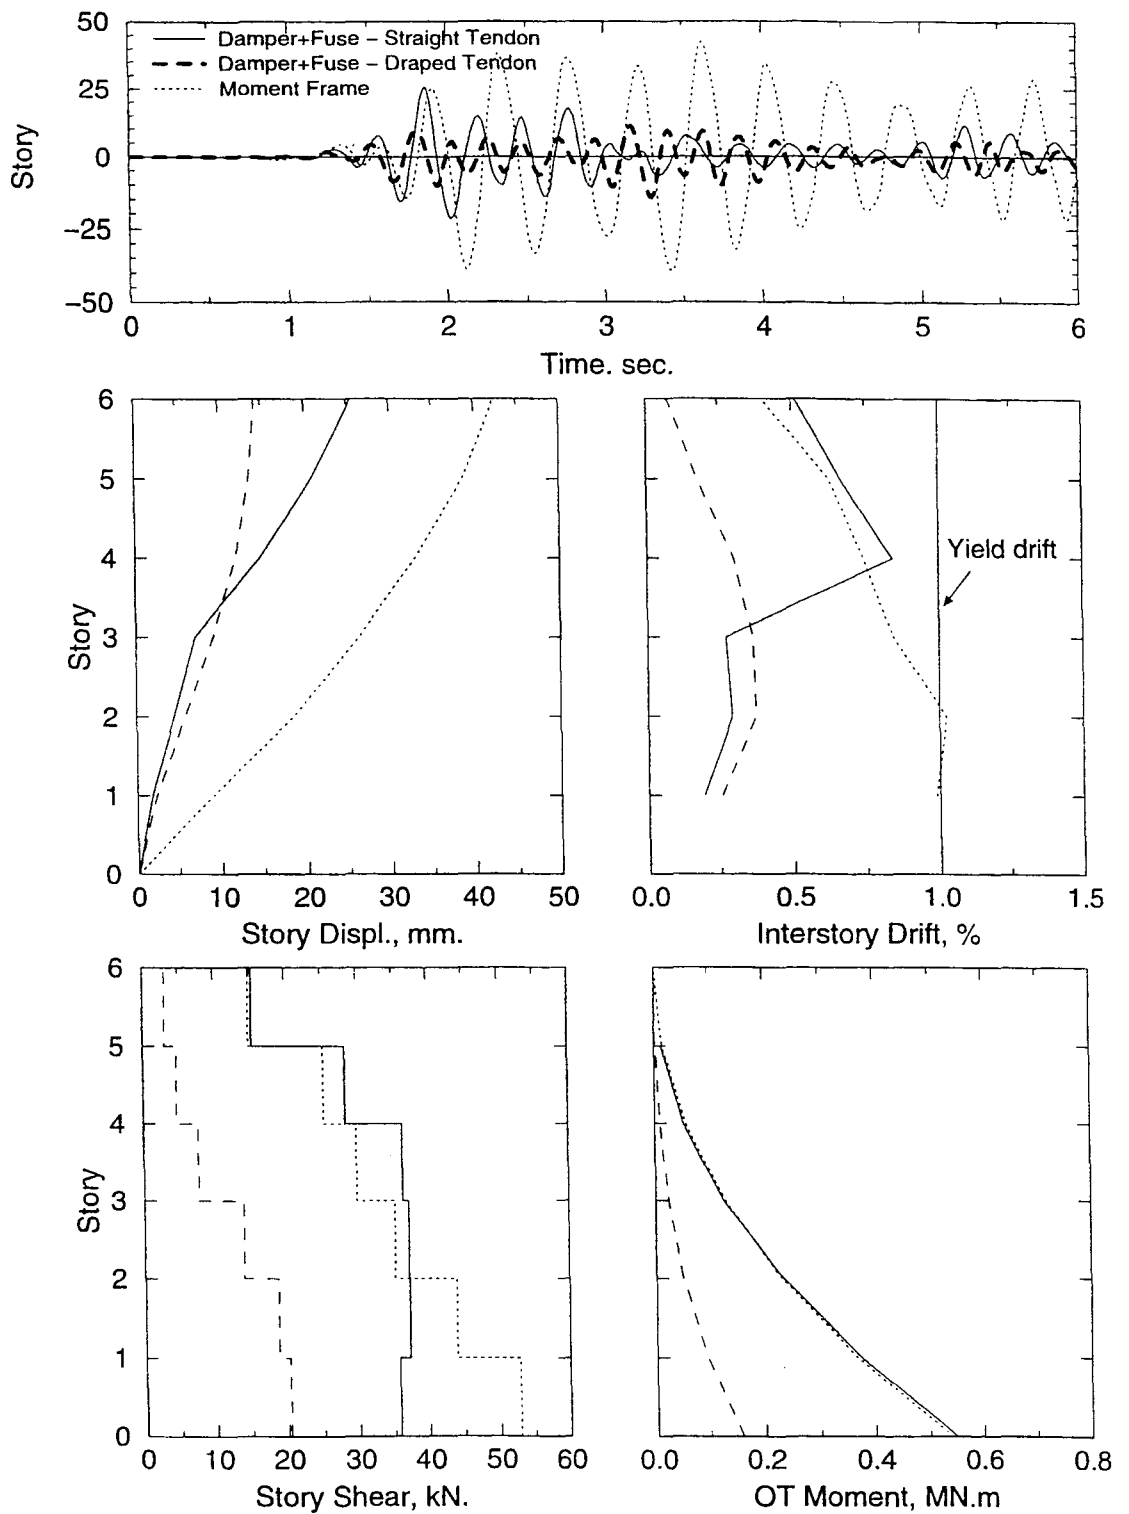 50
25
0
−25
−50
Story
Damper+Fuse − Straight Tendon
Damper+Fuse − Draped Tendon
Moment Frame
0 1 2 3 4 5 6
Time. sec.
6
5
4
3
2
1
0
Story
0 10 20 30 40 50
Story Displ., mm.
Yield drift
0.0 0.5 1.0 1.5
Interstory Drift, %
6
5
4
3
2
1
0
Story
0 10 20 30 40 50 60
Story Shear, kN.
0.0 0.2 0.4 0.6 0.8
OT Moment, MN.m